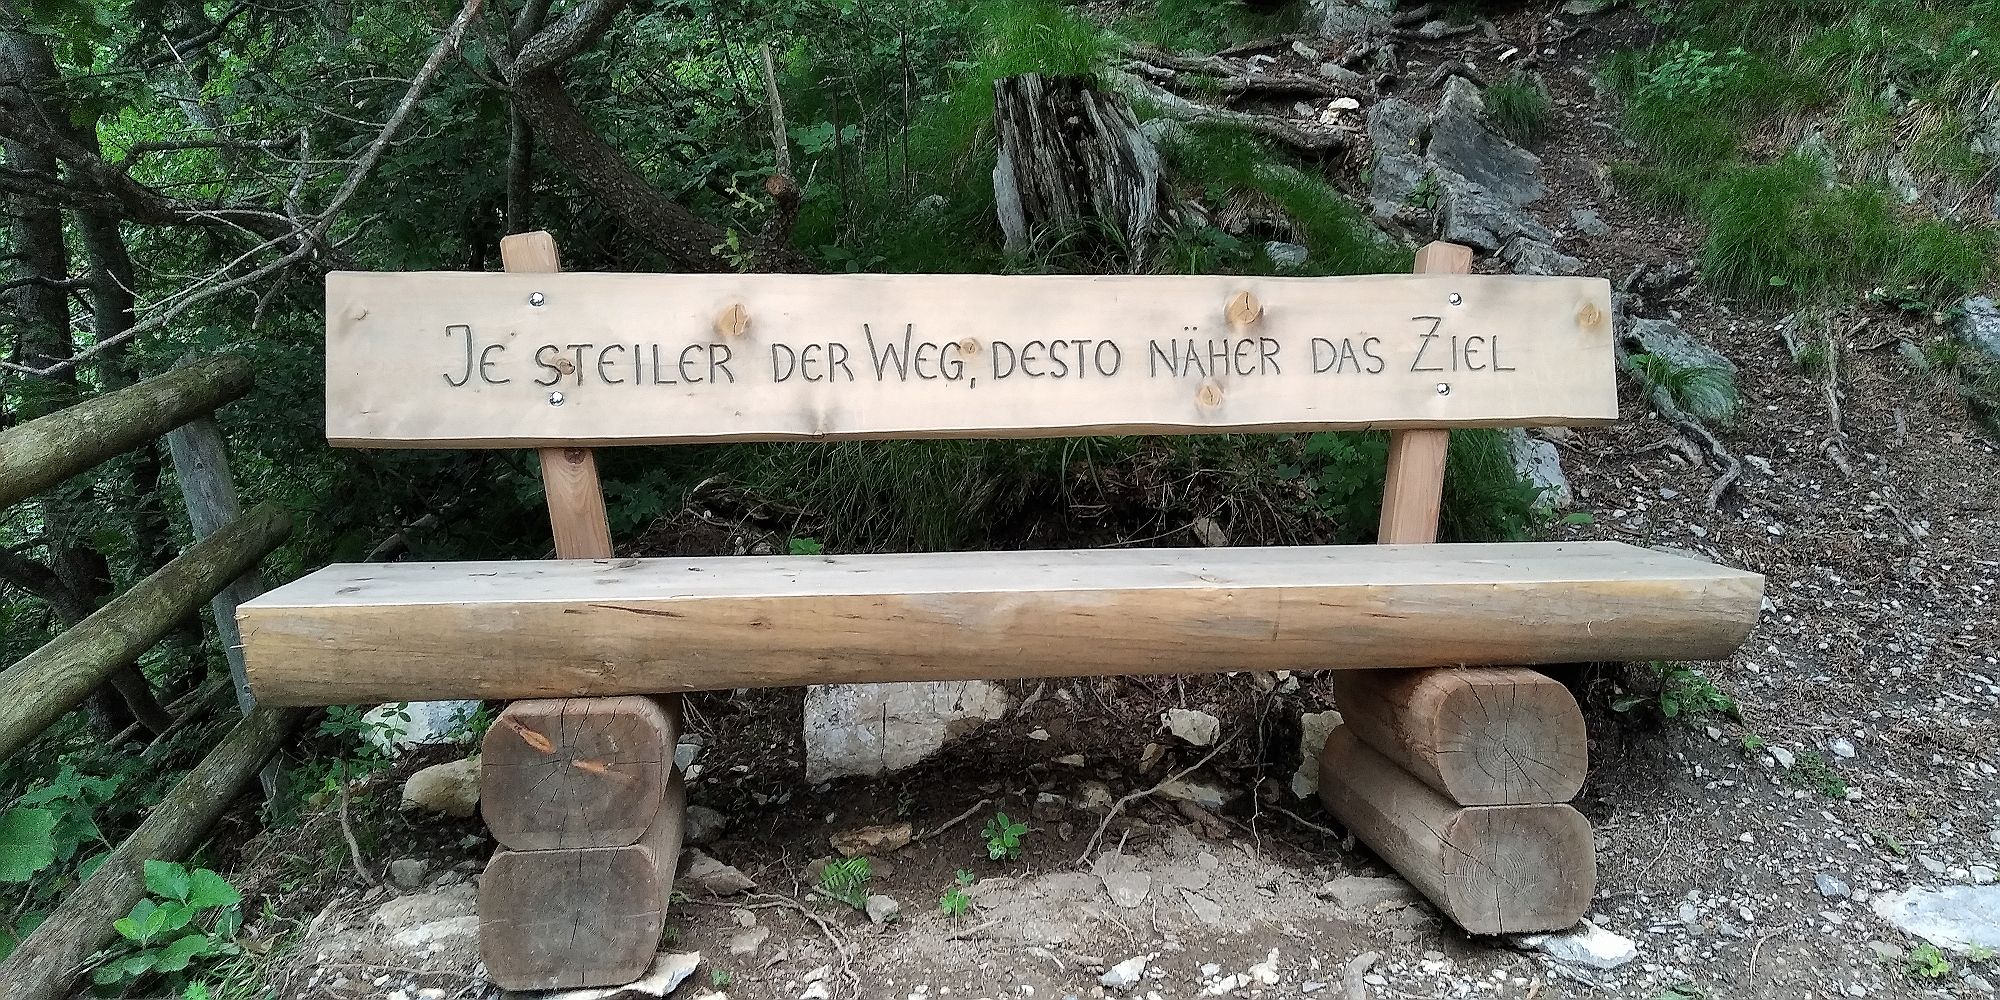 JE STEILER DER WEG, DESTO NÄHER DAS ZIEL